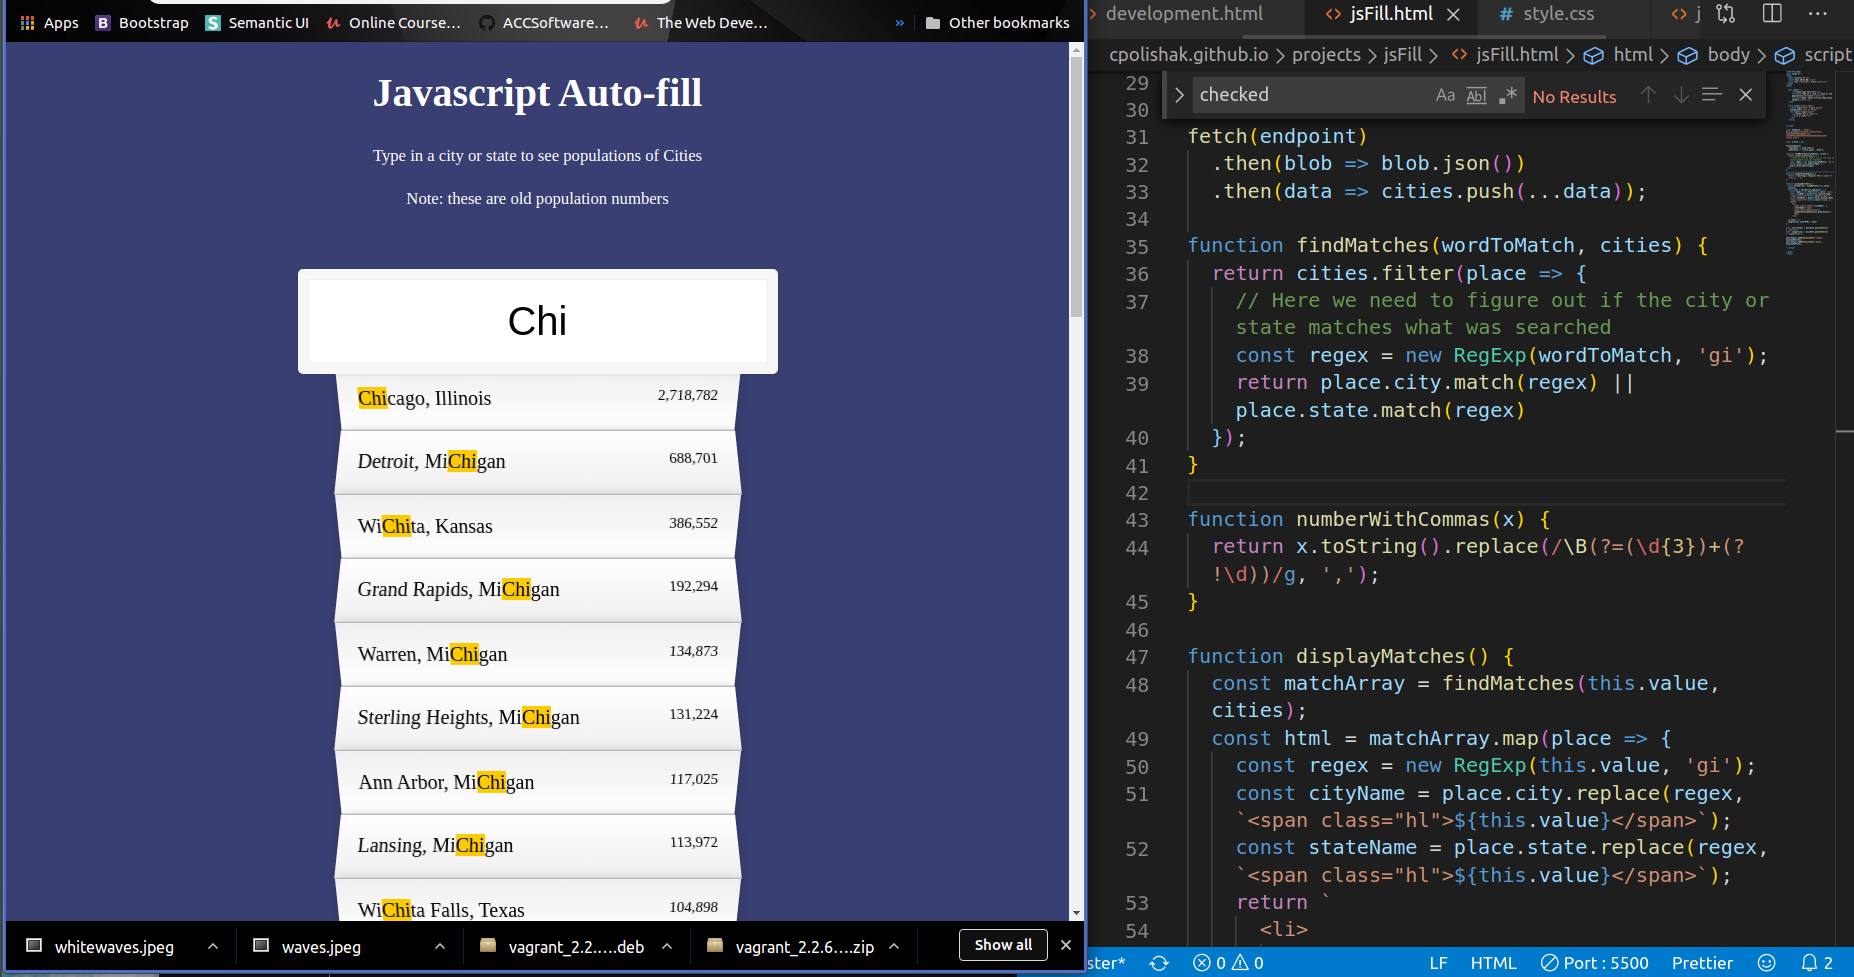 Apps
Bootstrap
Semantic UI
Online Course...
ACCSoftware...
The Web Deve...
»
Other bookmarks
Javascript Auto-fill
Type in a city or state to see populations of Cities
Note: these are old population numbers
Chi
Chicago, Illinois 2,718,782
Detroit, MiChigan 688,701
WiChita, Kansas 386,552
Grand Rapids, MiChigan 192,294
Warren, MiChigan 134,873
Sterling Heights, MiChigan 131,224
Ann Arbor, MiChigan 117,025
Lansing, MiChigan 113,972
WiChita Falls, Texas 104,898
whitewaves.jpeg
waves.jpeg
vagrant_2.2.....deb
vagrant_2.2.6....zip
Show all
development.html
jsFill.html
# style.css
j
cpolishak.github.io > projects > jsFill > jsFill.html > html > body > script
checked
Aa Abl .*
No Results
29
30
31 fetch(endpoint)
32 .then(blob => blob.json())
33 .then(data => cities.push(...data));
34
35 function findMatches(wordToMatch, cities) {
36 return cities.filter(place => {
37 // Here we need to figure out if the city or
state matches what was searched
38 const regex = new RegExp(wordToMatch, 'gi');
39 return place.city.match(regex) ||
place.state.match(regex)
40 });
41 }
42
43 function numberWithCommas(x) {
44 return x.toString().replace(/\B(?=(\d{3})+(?
!\d))/g, ',');
45 }
46
47 function displayMatches() {
48 const matchArray = findMatches(this.value,
cities);
49 const html = matchArray.map(place => {
50 const regex = new RegExp(this.value, 'gi');
51 const cityName = place.city.replace(regex,
`<span class="hl">${this.value}</span>`);
52 const stateName = place.state.replace(regex,
`<span class="hl">${this.value}</span>`);
53 return `
54 <li>
ster* 0 0 LF HTML Port : 5500 Prettier 2